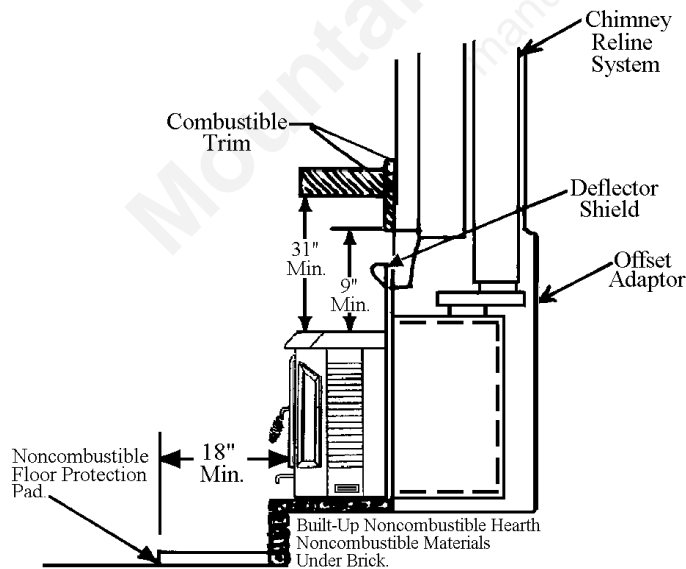 Chimney
Reline
System
Combustible
Trim
Deflector
Shield
31"
Min.
9"
Min.
Offset
Adaptor
18"
Min.
Noncombustible
Floor Protection
Pad.
Built-Up Noncombustible Hearth
Noncombustible Materials
Under Brick.